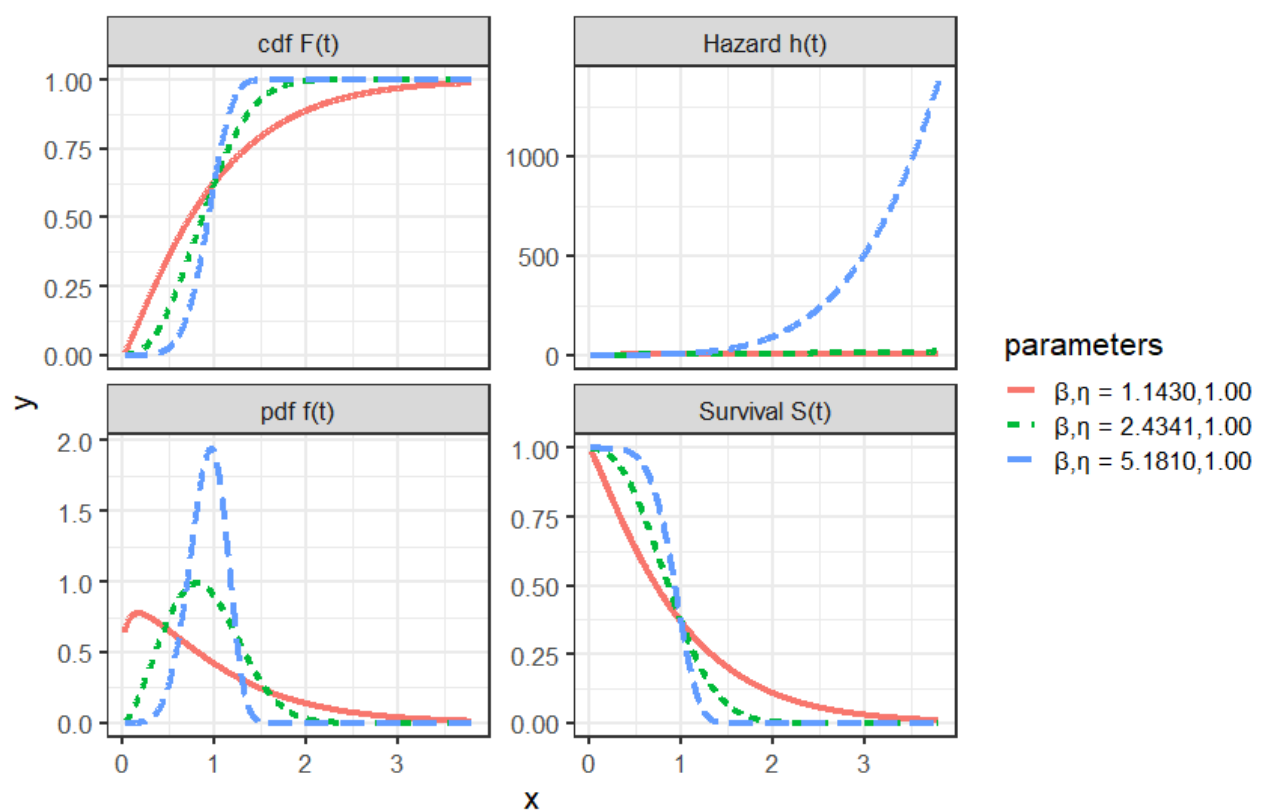 cdf F(t)
Hazard h(t)
1.00
0.75
0.50
0.25
0.00
1000
500
0
y
pdf f(t)
Survival S(t)
2.0
1.5
1.0
0.5
0.0
1.00
0.75
0.50
0.25
0.00
0 1 2 3
0 1 2 3
x
parameters
β,η = 1.1430,1.00
β,η = 2.4341,1.00
β,η = 5.1810,1.00